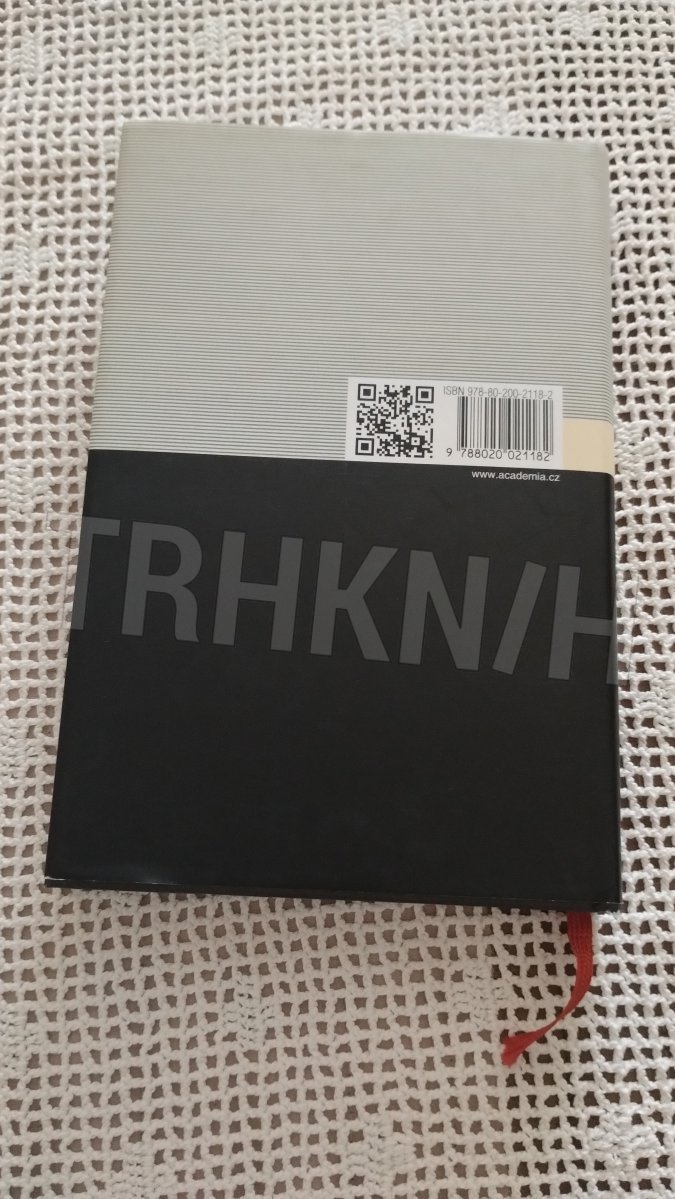 ISBN 978-80-200-2118-2
9 788020 021182
www.academia.cz
TRHKN/H